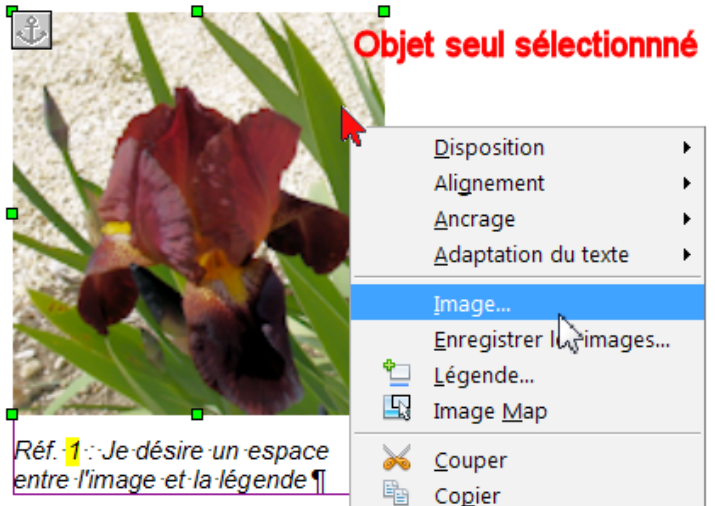 Objet seul sélectionnné
Disposition
Alignement
Ancrage
Adaptation du texte
Image...
Enregistrer les images...
Légende...
Image Map
Couper
Copier
Réf. 1 : Je désire un espace
entre l'image et la légende ¶